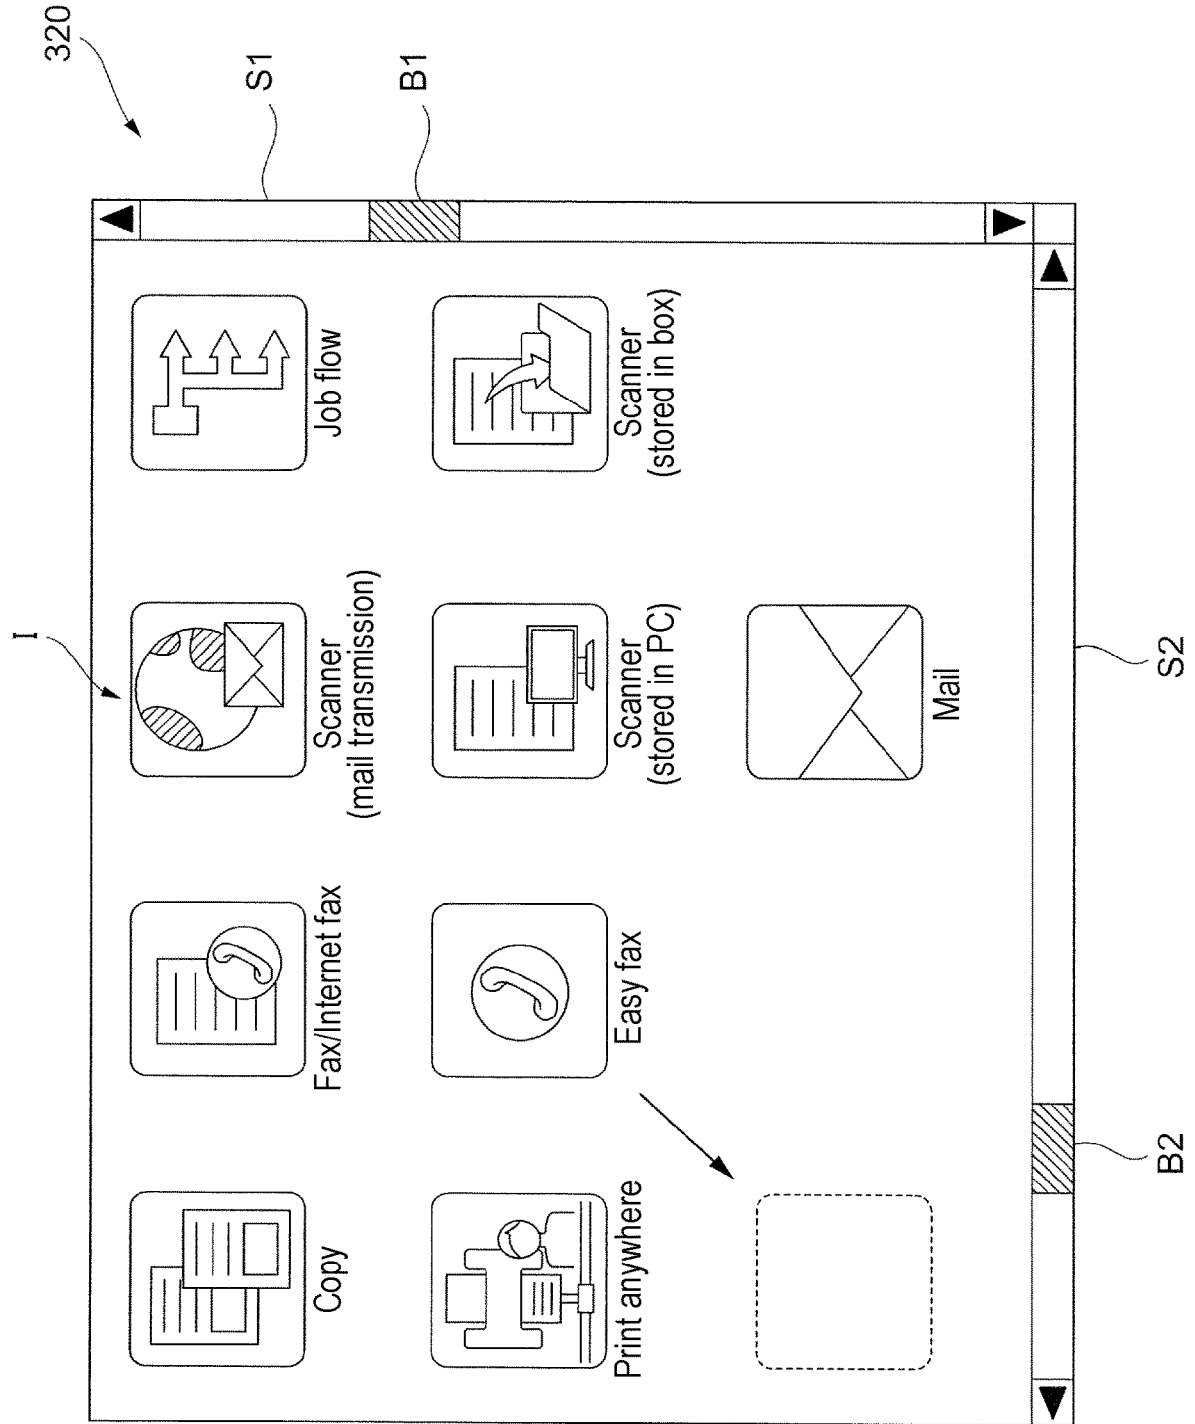 320
S1
B1
I
Copy
Fax/Internet fax
Scanner
(mail transmission)
Job flow
Print anywhere
Easy fax
Scanner
(stored in PC)
Scanner
(stored in box)
Mail
B2
S2